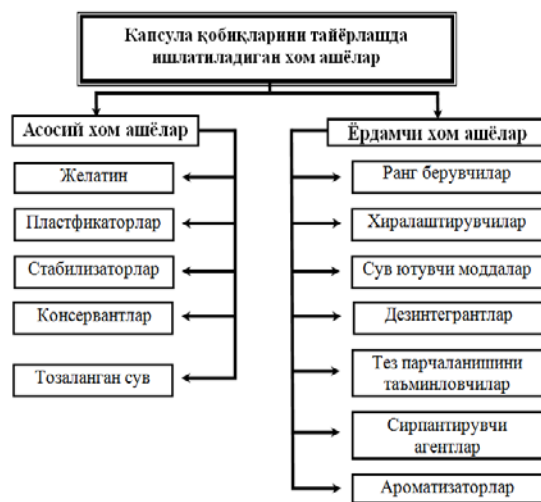 Капсула қобиқларини тайёрлашда
ишлатиладиган хом ашёлар
Асосий хом ашёлар
Желатин
Пластфикаторлар
Стабилизаторлар
Консервантлар
Тозаланган сув
Ёрдамчи хом ашёлар
Ранг берувчилар
Хиралаштирувчилар
Сув ютувчи моддалар
Дезинтегрантлар
Тез парчаланишини
таъминловчилар
Сирпантирувчи
агентлар
Ароматизаторлар